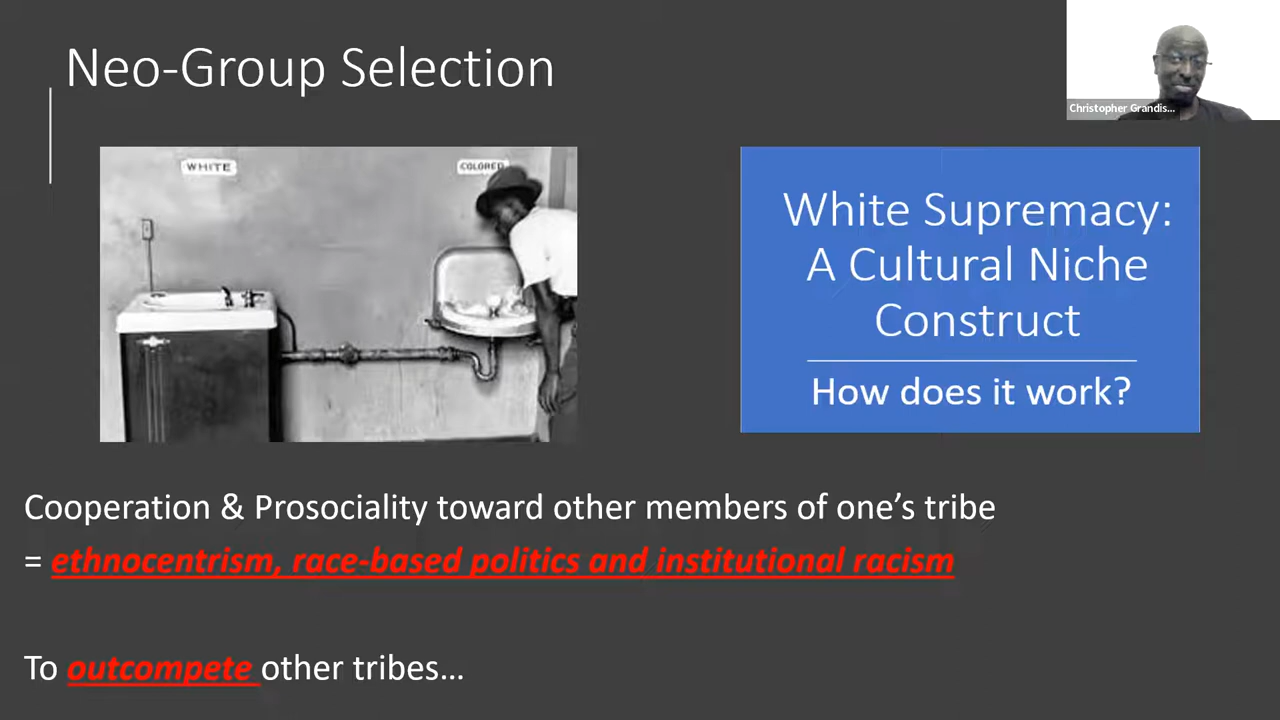 Neo-Group Selection
Christopher Grandis...
WHITE
COLORED
White Supremacy:
A Cultural Niche
Construct
How does it work?
Cooperation & Prosociality toward other members of one’s tribe
= ethnocentrism, race-based politics and institutional racism
To outcompete other tribes…